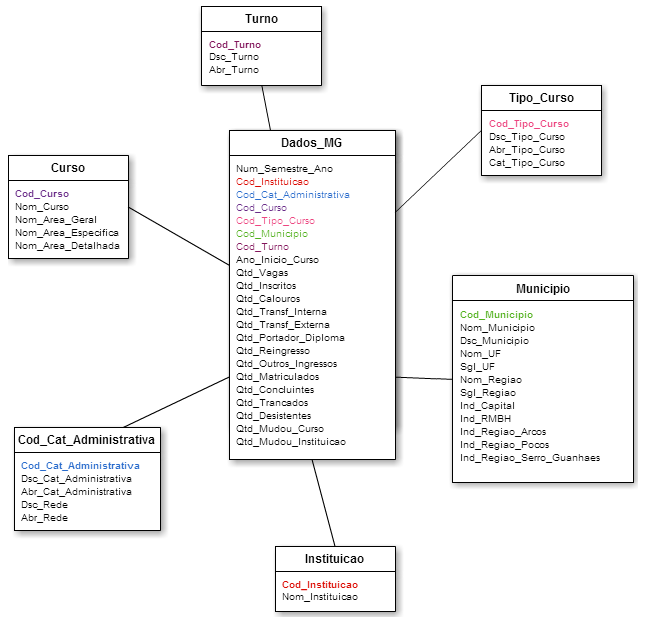 Turno
Cod_Turno
Dsc_Turno
Abr_Turno
Tipo_Curso
Cod_Tipo_Curso
Dsc_Tipo_Curso
Abr_Tipo_Curso
Cat_Tipo_Curso
Dados_MG
Num_Semestre_Ano
Cod_Instituicao
Cod_Cat_Administrativa
Cod_Curso
Cod_Tipo_Curso
Cod_Municipio
Cod_Turno
Ano_Inicio_Curso
Qtd_Vagas
Qtd_Inscritos
Qtd_Calouros
Qtd_Transf_Interna
Qtd_Transf_Externa
Qtd_Portador_Diploma
Qtd_Reingresso
Qtd_Outros_Ingressos
Qtd_Matriculados
Qtd_Concluintes
Qtd_Trancados
Qtd_Desistentes
Qtd_Mudou_Curso
Qtd_Mudou_Instituicao
Curso
Cod_Curso
Nom_Curso
Nom_Area_Geral
Nom_Area_Especifica
Nom_Area_Detalhada
Municipio
Cod_Municipio
Nom_Municipio
Dsc_Municipio
Nom_UF
Sgl_UF
Nom_Regiao
Sgl_Regiao
Ind_Capital
Ind_RMBH
Ind_Regiao_Arcos
Ind_Regiao_Pocos
Ind_Regiao_Serro_Guanhaes
Cod_Cat_Administrativa
Cod_Cat_Administrativa
Dsc_Cat_Administrativa
Abr_Cat_Administrativa
Dsc_Rede
Abr_Rede
Instituicao
Cod_Instituicao
Nom_Instituicao